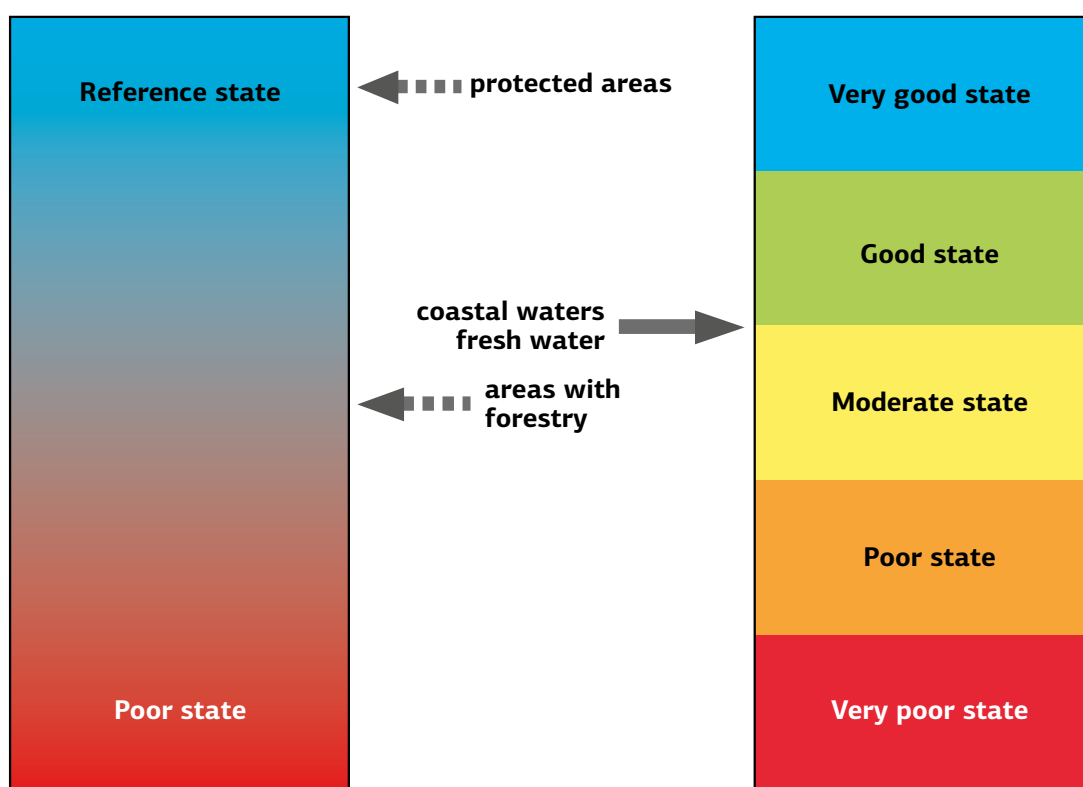 Reference state
Poor state
protected areas
coastal waters
fresh water
areas with
forestry
Very good state
Good state
Moderate state
Poor state
Very poor state